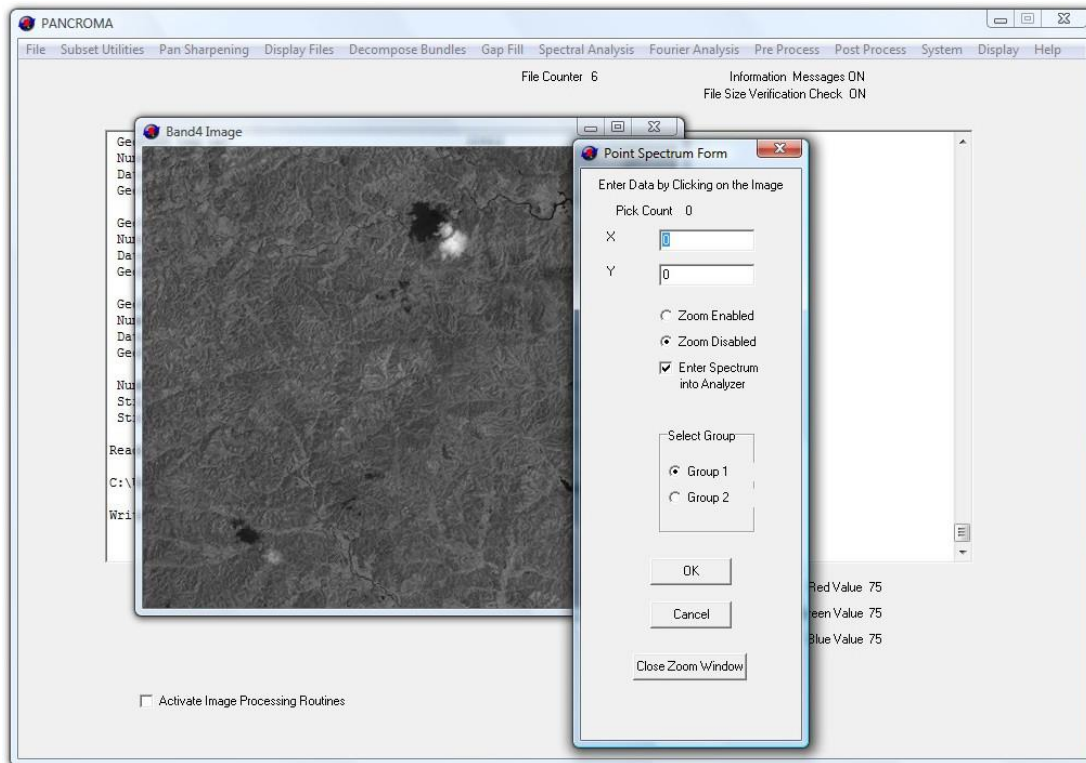 PANCROMA
File Subset Utilities Pan Sharpening Display Files Decompose Bundles Gap Fill Spectral Analysis Fourier Analysis Pre Process Post Process System Display Help
File Counter 6
Information Messages ON
File Size Verification Check ON
Band4 Image
Point Spectrum Form
Enter Data by Clicking on the Image
Pick Count 0
X 0
Y 0
Zoom Enabled
Zoom Disabled
Enter Spectrum
into Analyzer
Select Group
Group 1
Group 2
OK
Cancel
Close Zoom Window
Red Value 75
een Value 75
Blue Value 75
Activate Image Processing Routines